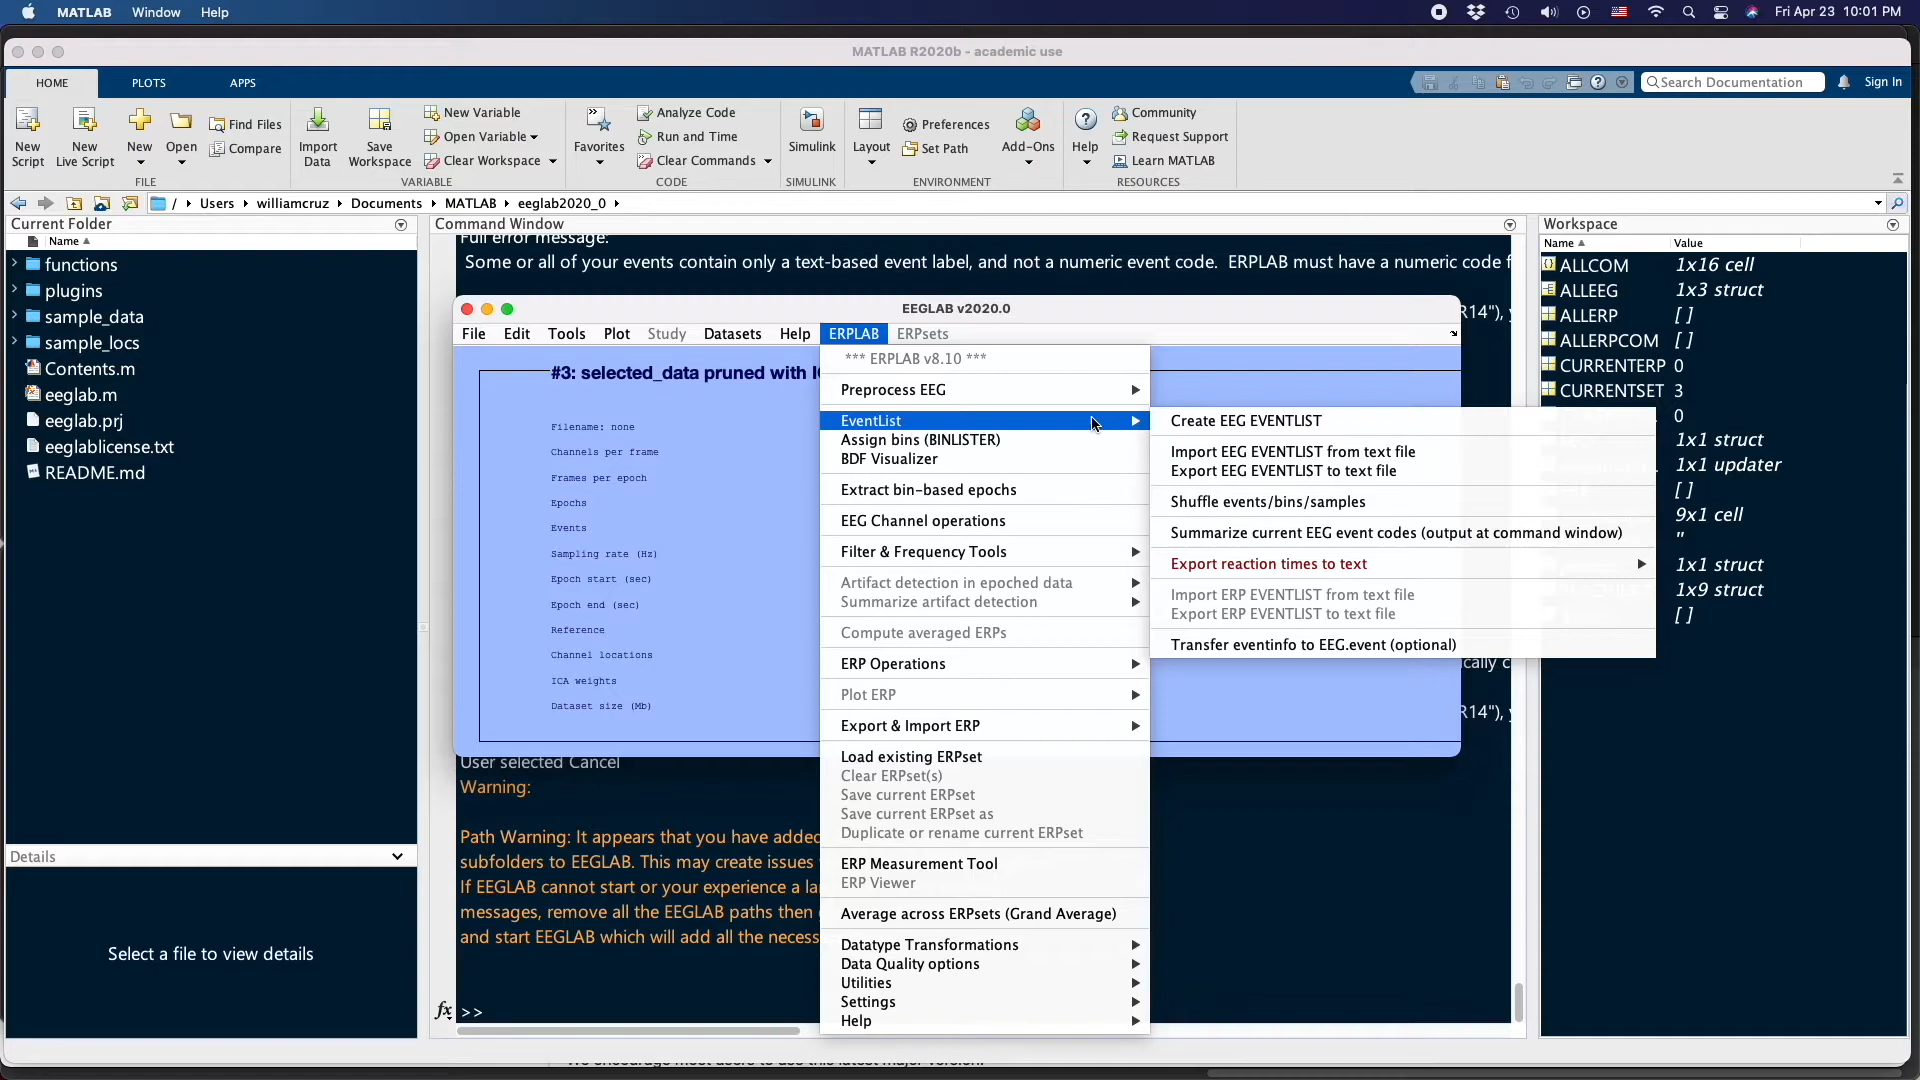 MATLAB Window Help
Fri Apr 23 10:01 PM
MATLAB R2020b - academic use
HOME PLOTS APPS
Search Documentation
Sign In
New Script
New Live Script
New
Open
Find Files
Compare
FILE
Import Data
Save Workspace
New Variable
Open Variable
Clear Workspace
VARIABLE
Favorites
Analyze Code
Run and Time
Clear Commands
CODE
Simulink
SIMULINK
Layout
Preferences
Set Path
Add-Ons
ENVIRONMENT
Help
Community
Request Support
Learn MATLAB
RESOURCES
/ Users williamcruz Documents MATLAB eeglab2020_0
Current Folder
Name
functions
plugins
sample_data
sample_locs
Contents.m
eeglab.m
eeglab.prj
eeglablicense.txt
README.md
Details
Select a file to view details
Command Window
Full error message:
Some or all of your events contain only a text-based event label, and not a numeric event code. ERPLAB must have a numeric code f
R14"), y
EEGLAB v2020.0
File Edit Tools Plot Study Datasets Help ERPLAB ERPsets
#3: selected_data pruned with I
Filename: none
Channels per frame
Frames per epoch
Epochs
Events
Sampling rate (Hz)
Epoch start (sec)
Epoch end (sec)
Reference
Channel locations
ICA weights
Dataset size (Mb)
*** ERPLAB v8.10 ***
Preprocess EEG
EventList
Assign bins (BINLISTER)
BDF Visualizer
Extract bin-based epochs
EEG Channel operations
Filter & Frequency Tools
Artifact detection in epoched data
Summarize artifact detection
Compute averaged ERPs
ERP Operations
Plot ERP
Export & Import ERP
Load existing ERPset
Clear ERPset(s)
Save current ERPset
Save current ERPset as
Duplicate or rename current ERPset
ERP Measurement Tool
ERP Viewer
Average across ERPsets (Grand Average)
Datatype Transformations
Data Quality options
Utilities
Settings
Help
Create EEG EVENTLIST
Import EEG EVENTLIST from text file
Export EEG EVENTLIST to text file
Shuffle events/bins/samples
Summarize current EEG event codes (output at command window)
Export reaction times to text
Import ERP EVENTLIST from text file
Export ERP EVENTLIST to text file
Transfer eventinfo to EEG.event (optional)
ically c
R14"), y
User selected Cancel
Warning:
Path Warning: It appears that you have added
subfolders to EEGLAB. This may create issues
If EEGLAB cannot start or your experience a la
messages, remove all the EEGLAB paths then
and start EEGLAB which will add all the necess
fx >>
Workspace
Name Value
ALLCOM 1x16 cell
ALLEEG 1x3 struct
ALLERP []
ALLERPCOM []
CURRENTERP 0
CURRENTSET 3
0
1x1 struct
1x1 updater
[]
9x1 cell
''
1x1 struct
1x9 struct
[]